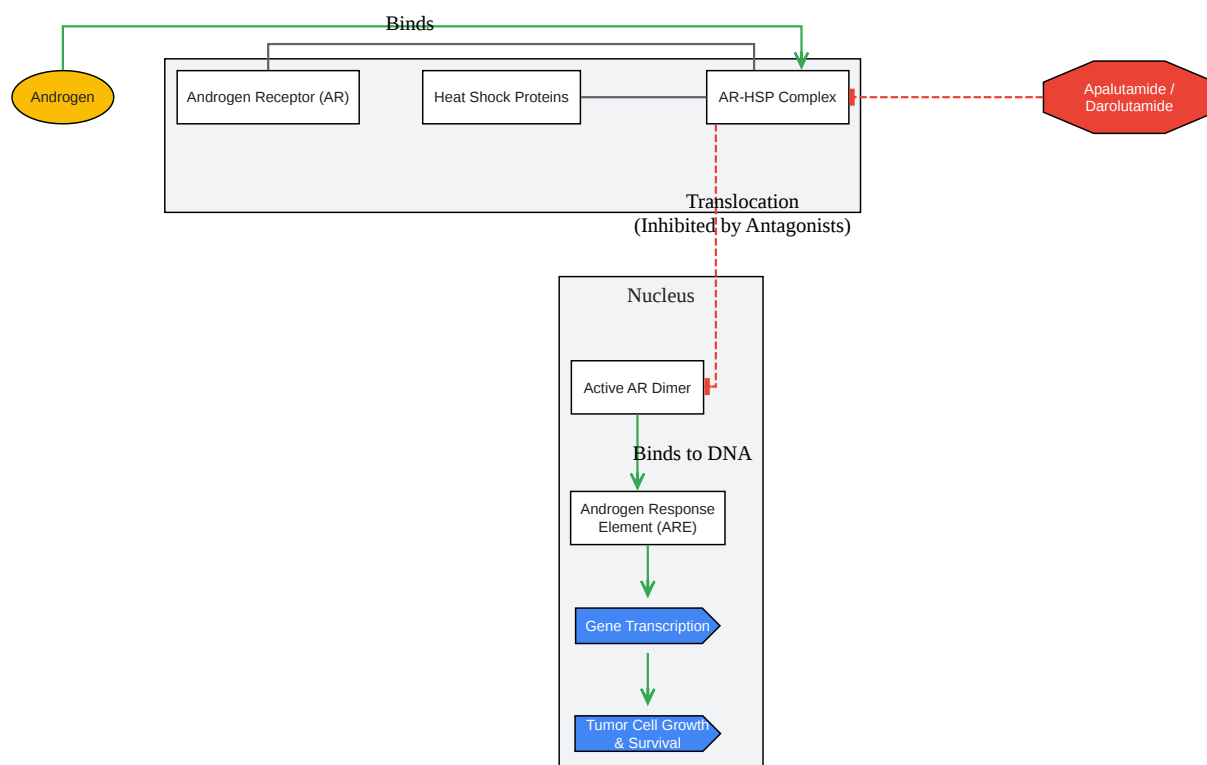 Binds
Androgen
Androgen Receptor (AR)
Heat Shock Proteins
AR-HSP Complex
Apalutamide /
Darolutamide
Translocation
(Inhibited by Antagonists)
Nucleus
Active AR Dimer
Binds to DNA
Androgen Response
Element (ARE)
Gene Transcription
Tumor Cell Growth
& Survival